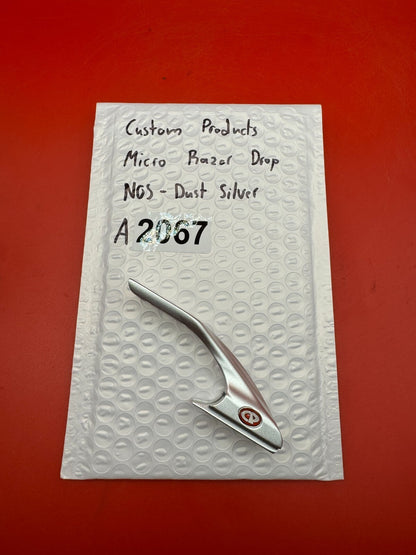 Custom Products
Micro Razor Drop
NOS - Dust Silver
A 2067